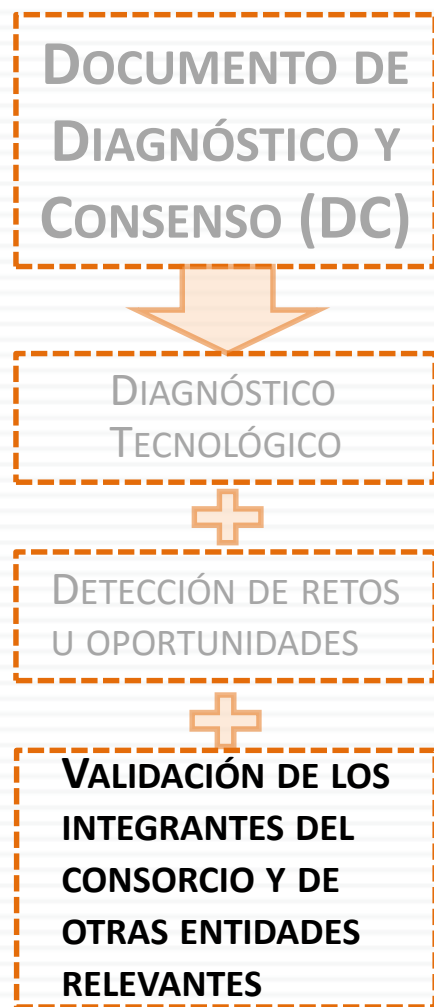 DOCUMENTO DE
DIAGNÓSTICO Y
CONSENSO (DC)
DIAGNÓSTICO
TECNOLÓGICO
DETECCIÓN DE RETOS
U OPORTUNIDADES
VALIDACIÓN DE LOS
INTEGRANTES DEL
CONSORCIO Y DE
OTRAS ENTIDADES
RELEVANTES